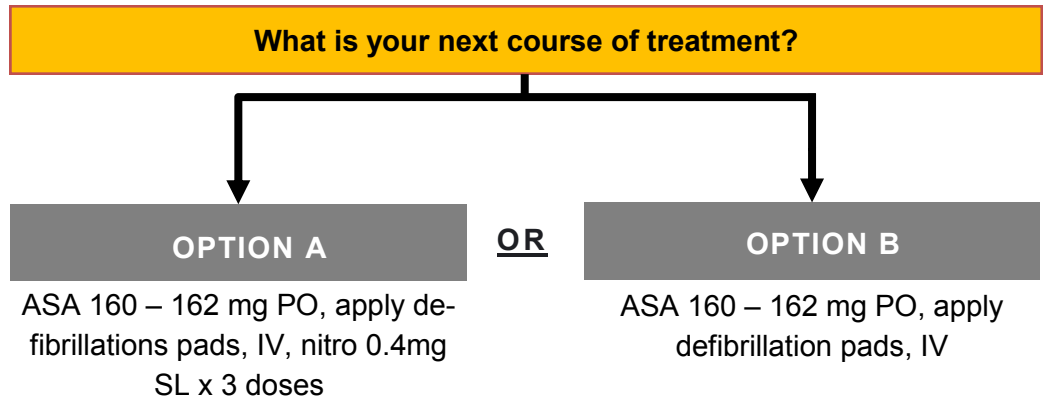 What is your next course of treatment?
OPTION A
OR
OPTION B
ASA 160 – 162 mg PO, apply de-
fibrillations pads, IV, nitro 0.4mg
SL x 3 doses
ASA 160 – 162 mg PO, apply
defibrillation pads, IV